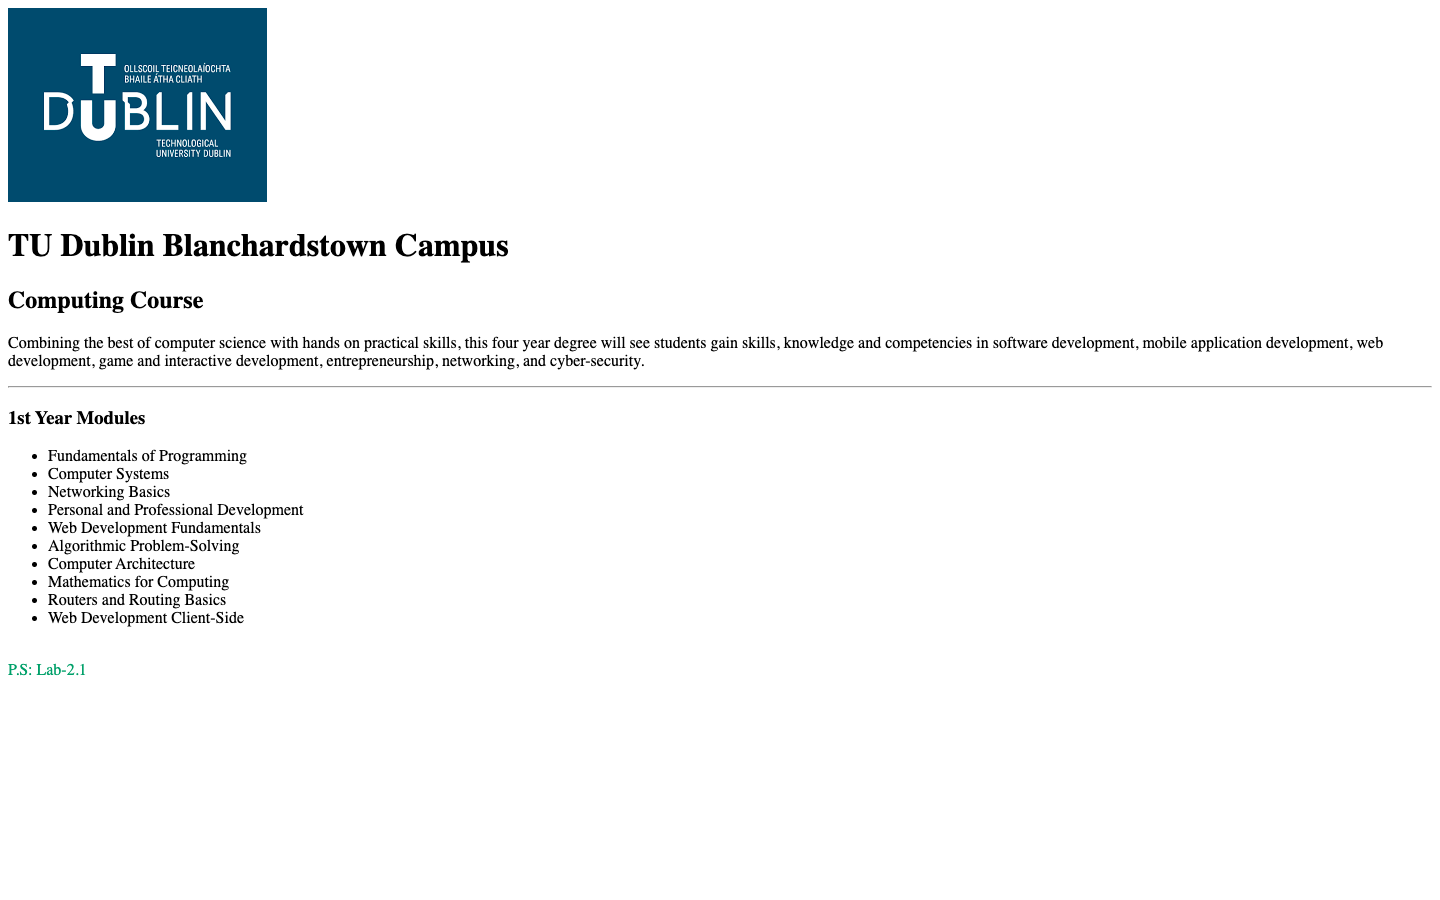 OLLSCOIL TEICNEOLAÍOCHTA
BHAILE ÁTHA CLIATH
TU DUBLIN
TECHNOLOGICAL
UNIVERSITY DUBLIN
TU Dublin Blanchardstown Campus
Computing Course
Combining the best of computer science with hands on practical skills, this four year degree will see students gain skills, knowledge and competencies in software development, mobile application development, web
development, game and interactive development, entrepreneurship, networking, and cyber-security.
1st Year Modules
• Fundamentals of Programming
• Computer Systems
• Networking Basics
• Personal and Professional Development
• Web Development Fundamentals
• Algorithmic Problem-Solving
• Computer Architecture
• Mathematics for Computing
• Routers and Routing Basics
• Web Development Client-Side
P.S: Lab-2.1